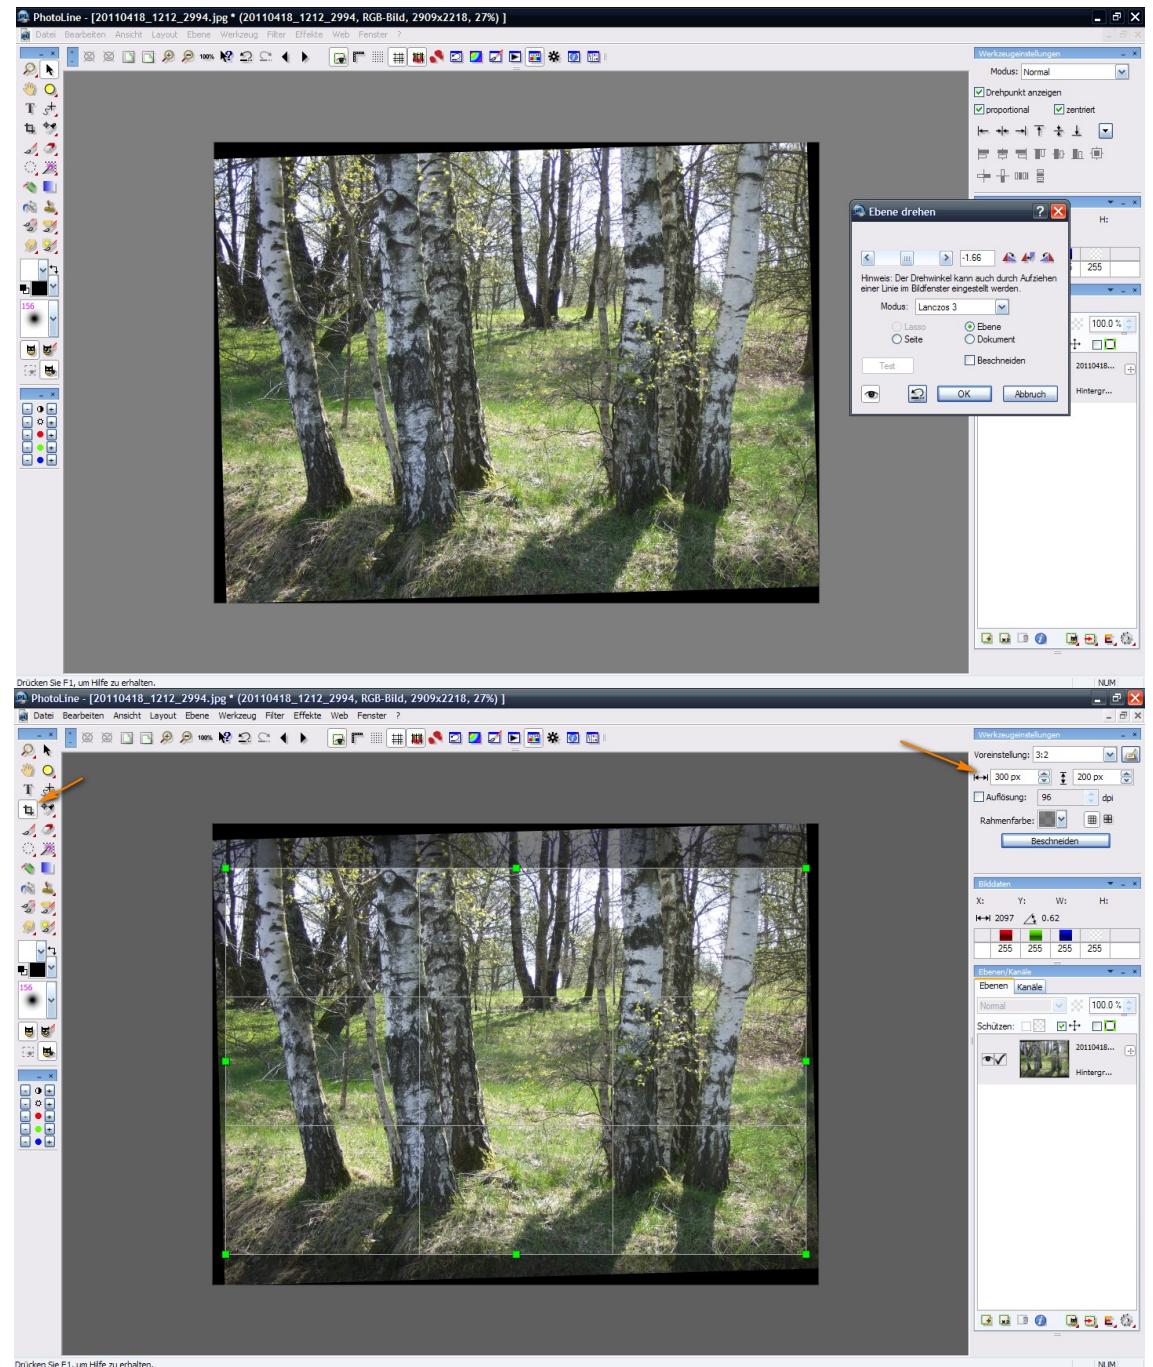 PhotoLine - [20110418_1212_2994.jpg * (20110418_1212_2994, RGB-Bild, 2909x2218, 27%) ]
Datei Bearbeiten Ansicht Layout Ebene Werkzeug Filter Effekte Web Fenster ?
100%
Werkzeugeinstellungen
Modus: Normal
Drehpunkt anzeigen
proportional zentriert
T
156
H:
255
100.0 %
20110418...
Hintergr...
Ebene drehen
-1.66
Hinweis: Der Drehwinkel kann auch durch Aufziehen
einer Linie im Bildfenster eingestellt werden.
Modus: Lanczos 3
Lasso Ebene
Seite Dokument
Test Beschneiden
OK Abbruch
Drücken Sie F1, um Hilfe zu erhalten. NUM
PhotoLine - [20110418_1212_2994.jpg * (20110418_1212_2994, RGB-Bild, 2909x2218, 27%) ]
Datei Bearbeiten Ansicht Layout Ebene Werkzeug Filter Effekte Web Fenster ?
100%
Werkzeugeinstellungen
Voreinstellung: 3:2
300 px 200 px
Auflösung: 96 dpi
Rahmenfarbe:
Beschneiden
T
156
Bilddaten
X: Y: W: H:
2097 0.62
255 255 255 255
Ebenen/Kanäle
Ebenen Kanäle
Normal 100.0 %
Schützen:
20110418...
Hintergr...
Drücken Sie F1, um Hilfe zu erhalten. NUM